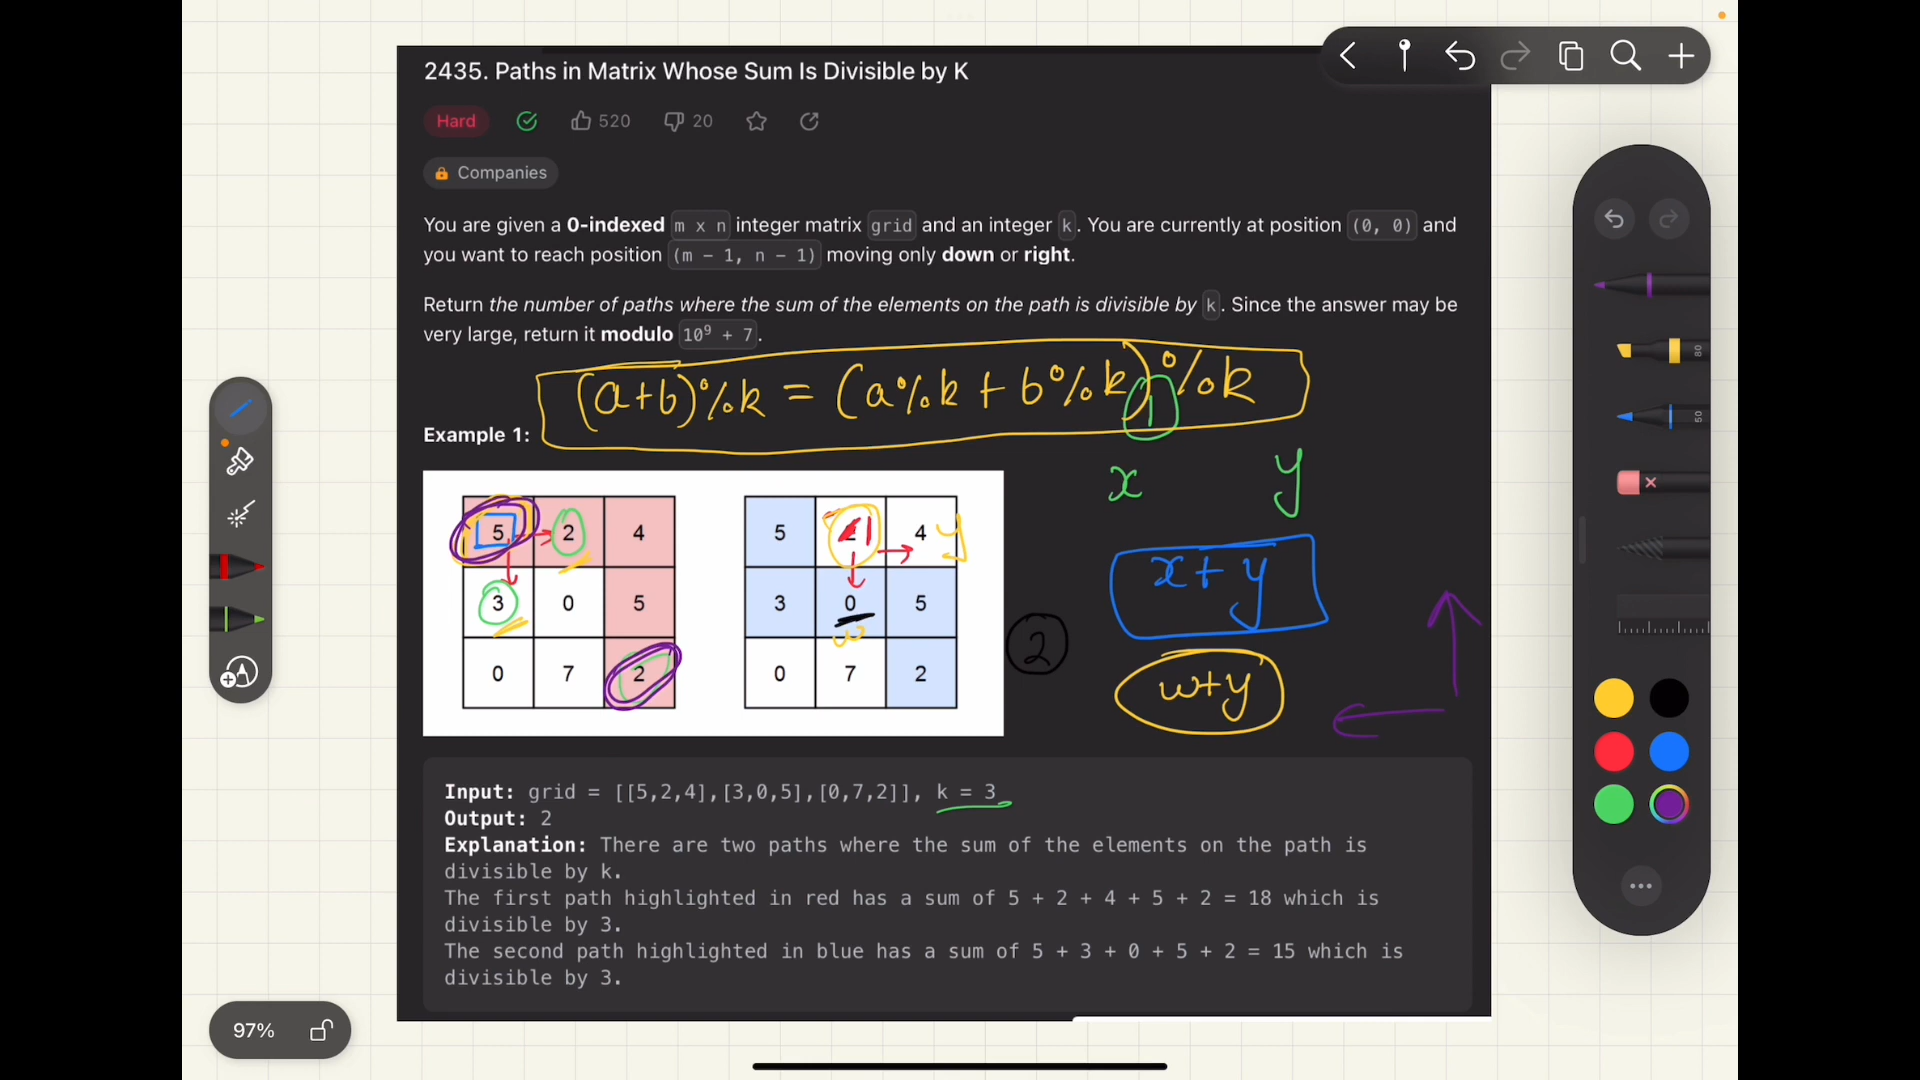 2435. Paths in Matrix Whose Sum Is Divisible by K
Hard 520 20
Companies
You are given a 0-indexed m x n integer matrix grid and an integer k. You are currently at position (0, 0) and
you want to reach position (m - 1, n - 1) moving only down or right.
Return the number of paths where the sum of the elements on the path is divisible by k. Since the answer may be
very large, return it modulo 10⁹ + 7.
(a+b)%k = (a%k + b%k)%k
1
Example 1:
x y
5 2 4 5 1 4 y
x+y
3 0 5 3 0 5
w
2
0 7 2 0 7 2
w+y
Input: grid = [[5,2,4],[3,0,5],[0,7,2]], k = 3
Output: 2
Explanation: There are two paths where the sum of the elements on the path is
divisible by k.
The first path highlighted in red has a sum of 5 + 2 + 4 + 5 + 2 = 18 which is
divisible by 3.
The second path highlighted in blue has a sum of 5 + 3 + 0 + 5 + 2 = 15 which is
divisible by 3.
97%
80
50